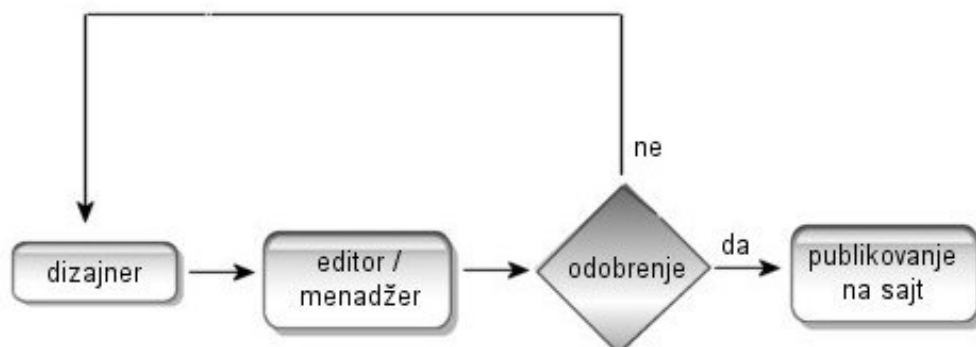 ne
dizajner
editor /
menadžer
odobrenje
da
publikovanje
na sajt